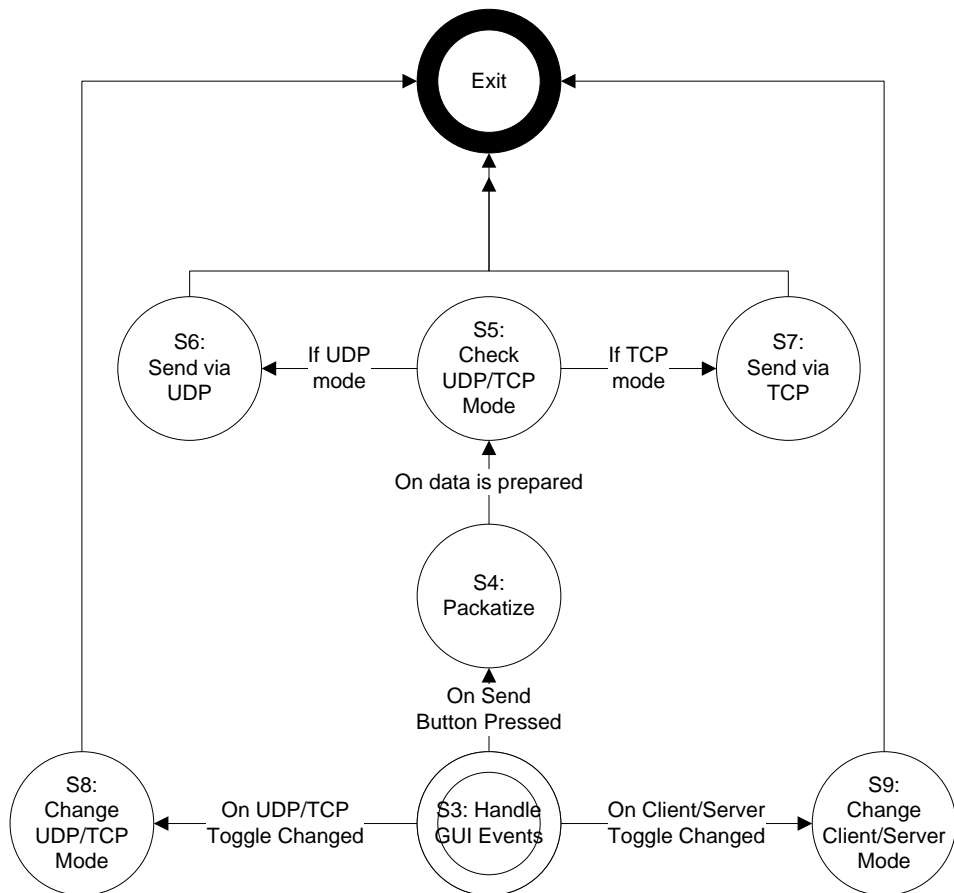 Exit
S6:
Send via
UDP
If UDP
mode
S5:
Check
UDP/TCP
Mode
If TCP
mode
S7:
Send via
TCP
On data is prepared
S4:
Packatize
On Send
Button Pressed
S8:
Change
UDP/TCP
Mode
On UDP/TCP
Toggle Changed
S3: Handle
GUI Events
On Client/Server
Toggle Changed
S9:
Change
Client/Server
Mode